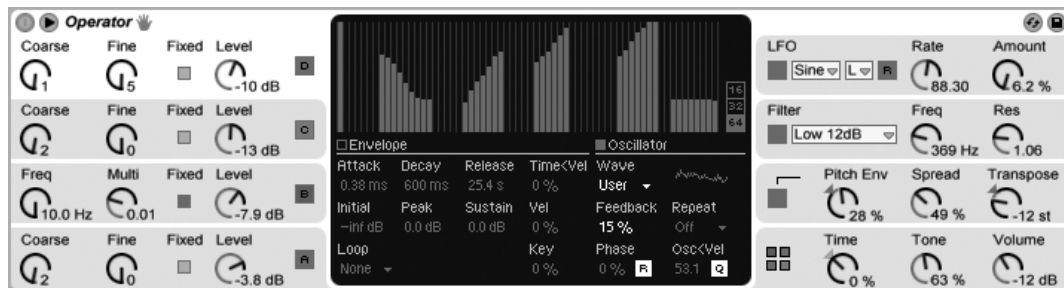 Operator
Coarse Fine Fixed Level
1 5 -10 dB D
Coarse Fine Fixed Level
2 0 -13 dB C
Freq Multi Fixed Level
10.0 Hz 0.01 -7.9 dB B
Coarse Fine Fixed Level
2 0 -3.8 dB A
16
32
64
Envelope Oscillator
Attack Decay Release Time<Vel Wave
0.38 ms 600 ms 25.4 s 0 % User
Initial Peak Sustain Vel Feedback Repeat
-inf dB 0.0 dB 0.0 dB 0 % 15 % Off
Loop Key Phase Osc<Vel
None 0 % 0 % R 53.1 Q
LFO Rate Amount
Sine L R 88.30 6.2 %
Filter Freq Res
Low 12dB 369 Hz 1.06
Pitch Env Spread Transpose
28 % 49 % -12 st
Time Tone Volume
0 % 63 % -12 dB